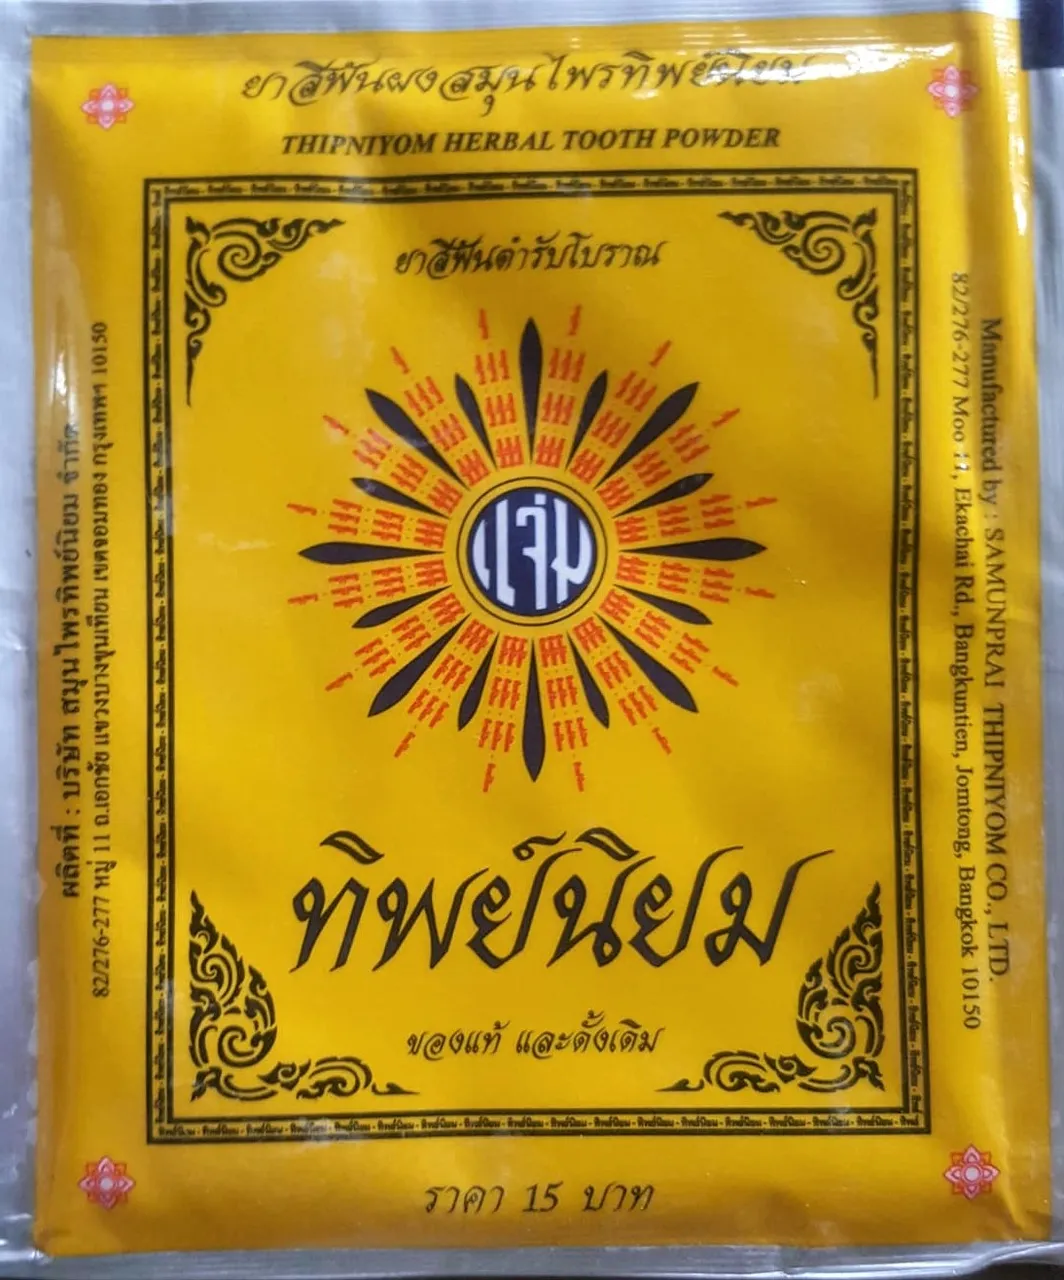 ยาสีฟันผงสมุนไพรทิพย์นิยม
THIPNIYOM HERBAL TOOTH POWDER
ยาสีฟันตำรับโบราณ
แจ่ม
ทิพย์นิยม
ของแท้ และดั้งเดิม
ราคา 15 บาท
ผลิตที่ : บริษัท สมุนไพรทิพย์นิยม จำกัด
82/276-277 หมู่ 11 ถ.เอกชัย แขวงบางขุนเทียน เขตจอมทอง กรุงเทพฯ 10150
Manufactured by : SAMUNPRAI THIPNIYOM CO., LTD.
82/276-277 Moo 11, Ekachai Rd., Bangkuntien, Jomtong, Bangkok 10150